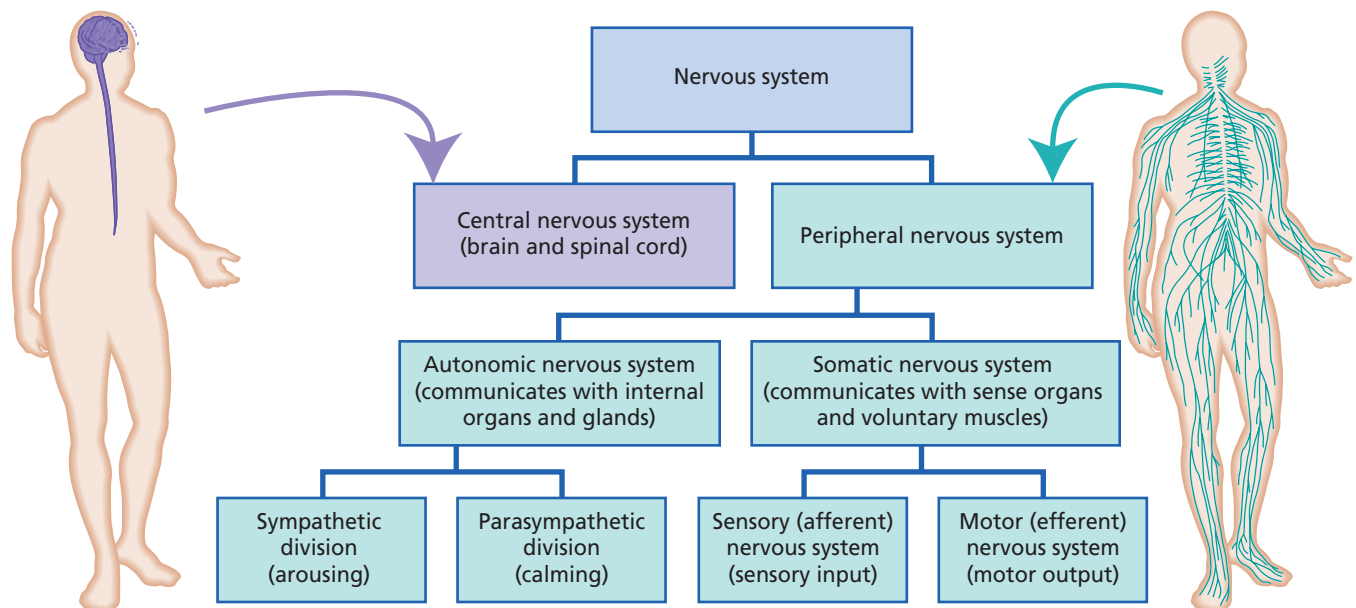 Nervous system
Central nervous system
(brain and spinal cord)
Peripheral nervous system
Autonomic nervous system
(communicates with internal
organs and glands)
Somatic nervous system
(communicates with sense organs
and voluntary muscles)
Sympathetic
division
(arousing)
Parasympathetic
division
(calming)
Sensory (afferent)
nervous system
(sensory input)
Motor (efferent)
nervous system
(motor output)